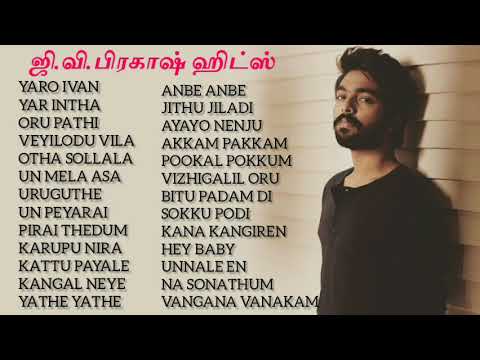 ஜி.வி.பிரகாஷ் ஹிட்ஸ்
YARO IVAN
YAR INTHA
ORU PATHI
VEYILODU VILA
OTHA SOLLALA
UN MELA ASA
URUGUTHE
UN PEYARAI
PIRAI THEDUM
KARUPU NIRA
KATTU PAYALE
KANGAL NEYE
YATHE YATHE
ANBE ANBE
JITHU JILADI
AYAYO NENJU
AKKAM PAKKAM
POOKAL POKKUM
VIZHIGALIL ORU
BITU PADAM DI
SOKKU PODI
KANA KANGIREN
HEY BABY
UNNALE EN
NA SONATHUM
VANGANA VANAKAM